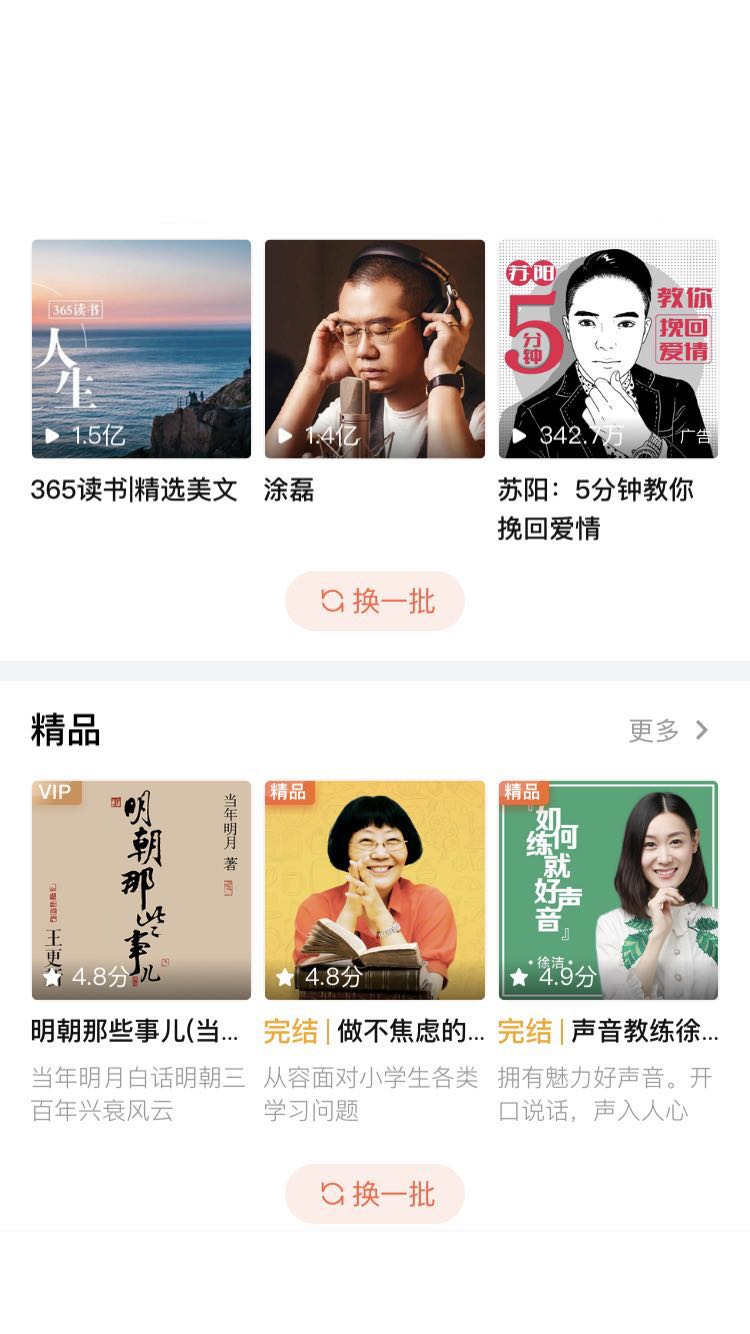 365读书
人生
1.5亿
1.4亿
苏阳
5分钟
教你
挽回
爱情
342.7万
广告
365读书|精选美文
涂磊
苏阳：5分钟教你
挽回爱情
换一批
精品
更多
VIP
明朝那些事儿
当年明月 著
王更新
4.8分
精品
4.8分
精品
『如何
练就
好声
音』
•徐洁•
4.9分
明朝那些事儿(当...
完结|做不焦虑的...
完结|声音教练徐...
当年明月白话明朝三
百年兴衰风云
从容面对小学生各类
学习问题
拥有魅力好声音。开
口说话，声入人心
换一批